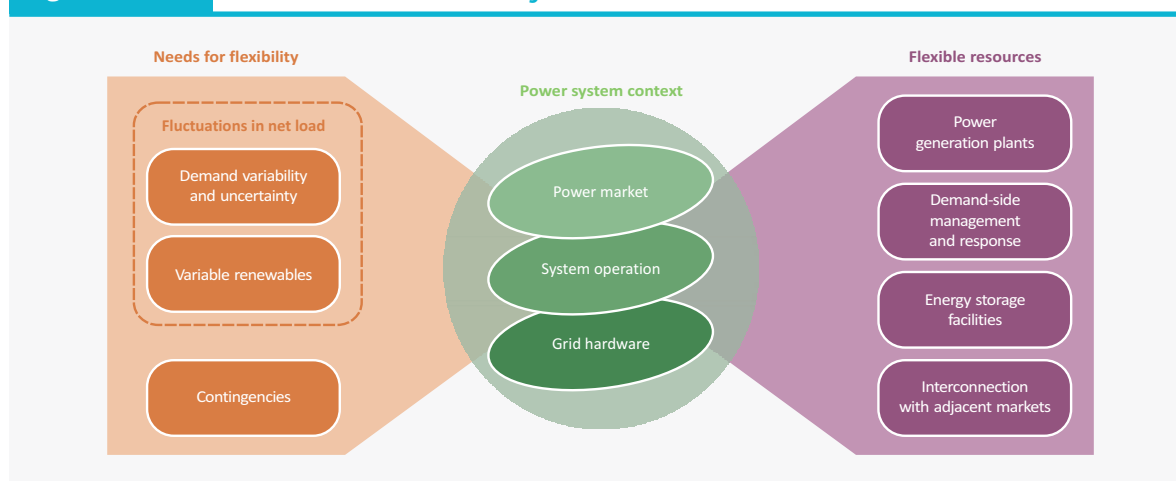 Needs for flexibility
Fluctuations in net load
Demand variability
and uncertainty
Variable renewables
Contingencies
Power system context
Power market
System operation
Grid hardware
Flexible resources
Power
generation plants
Demand-side
management
and response
Energy storage
facilities
Interconnection
with adjacent markets